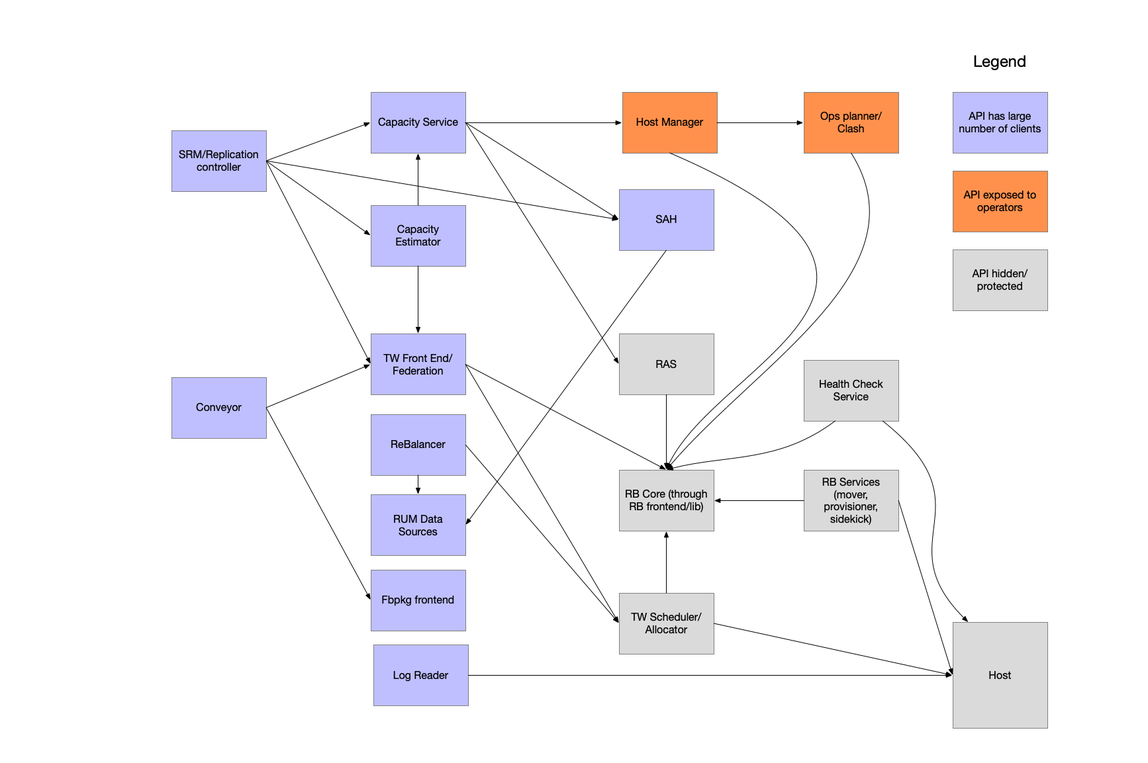 Legend
Capacity Service
Host Manager
Ops planner/
Clash
API has large
number of clients
SRM/Replication
controller
API exposed to
operators
SAH
Capacity
Estimator
API hidden/
protected
TW Front End/
Federation
RAS
Health Check
Service
Conveyor
ReBalancer
RB Core (through
RB frontend/lib)
RB Services
(mover,
provisioner,
sidekick)
RUM Data
Sources
Fbpkg frontend
TW Scheduler/
Allocator
Log Reader
Host